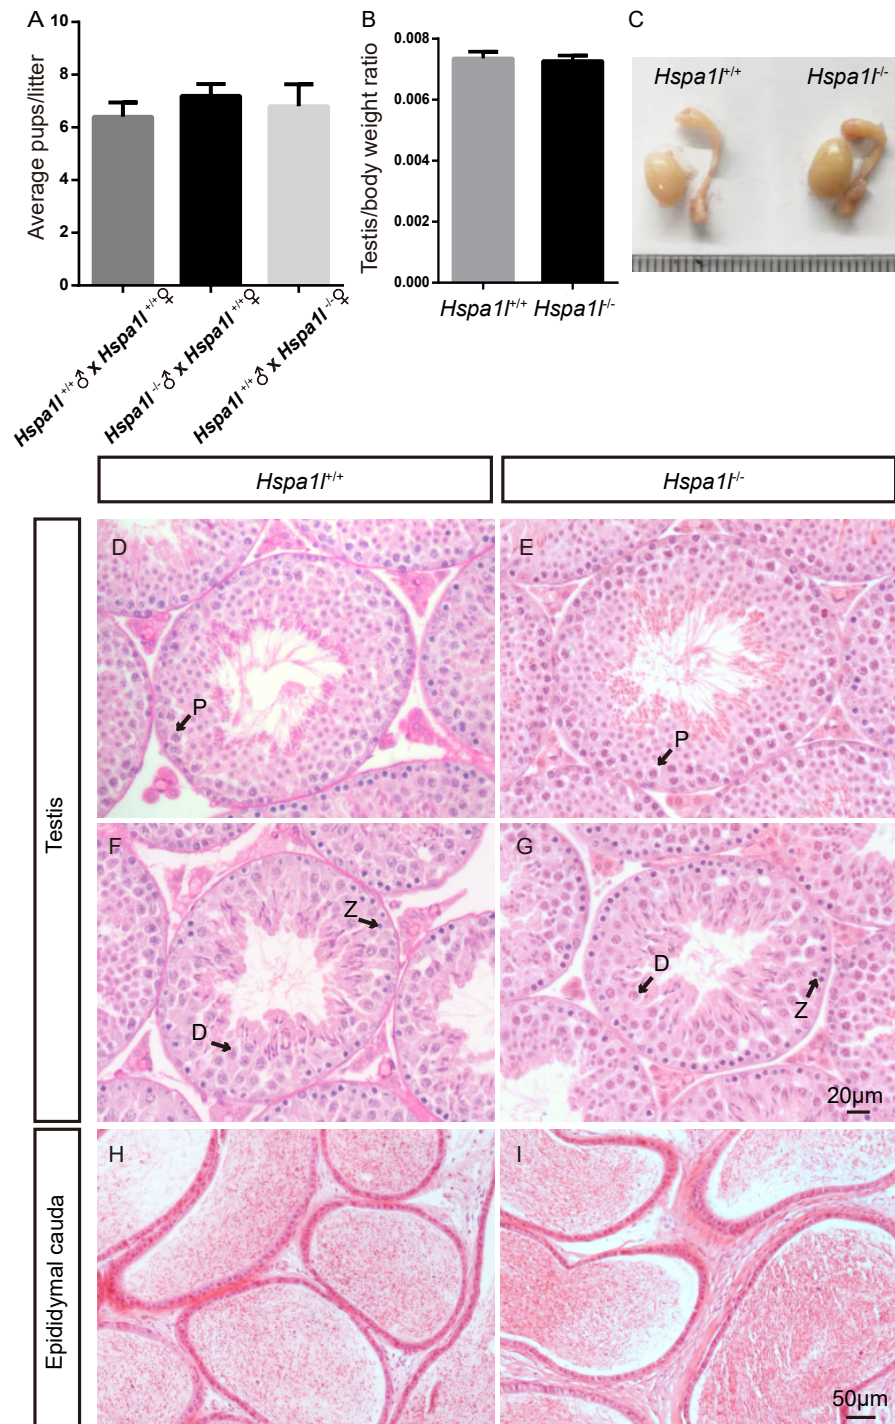 A
10
8
6
4
2
0
Average pups/litter
Hspa1l+/+♂ x Hspa1l+/+♀
Hspa1l-/-♂ x Hspa1l+/+♀
Hspa1l+/+♂ x Hspa1l-/-♀
B
0.008
0.006
0.004
0.002
0.000
Testis/body weight ratio
Hspa1l+/+ Hspa1l-/-
C
Hspa1l+/+ Hspa1l-/-
Hspa1l+/+ Hspa1l-/-
Testis
D
P
E
P
F
Z
D
G
D
Z
20μm
Epididymal cauda
H
I
50μm